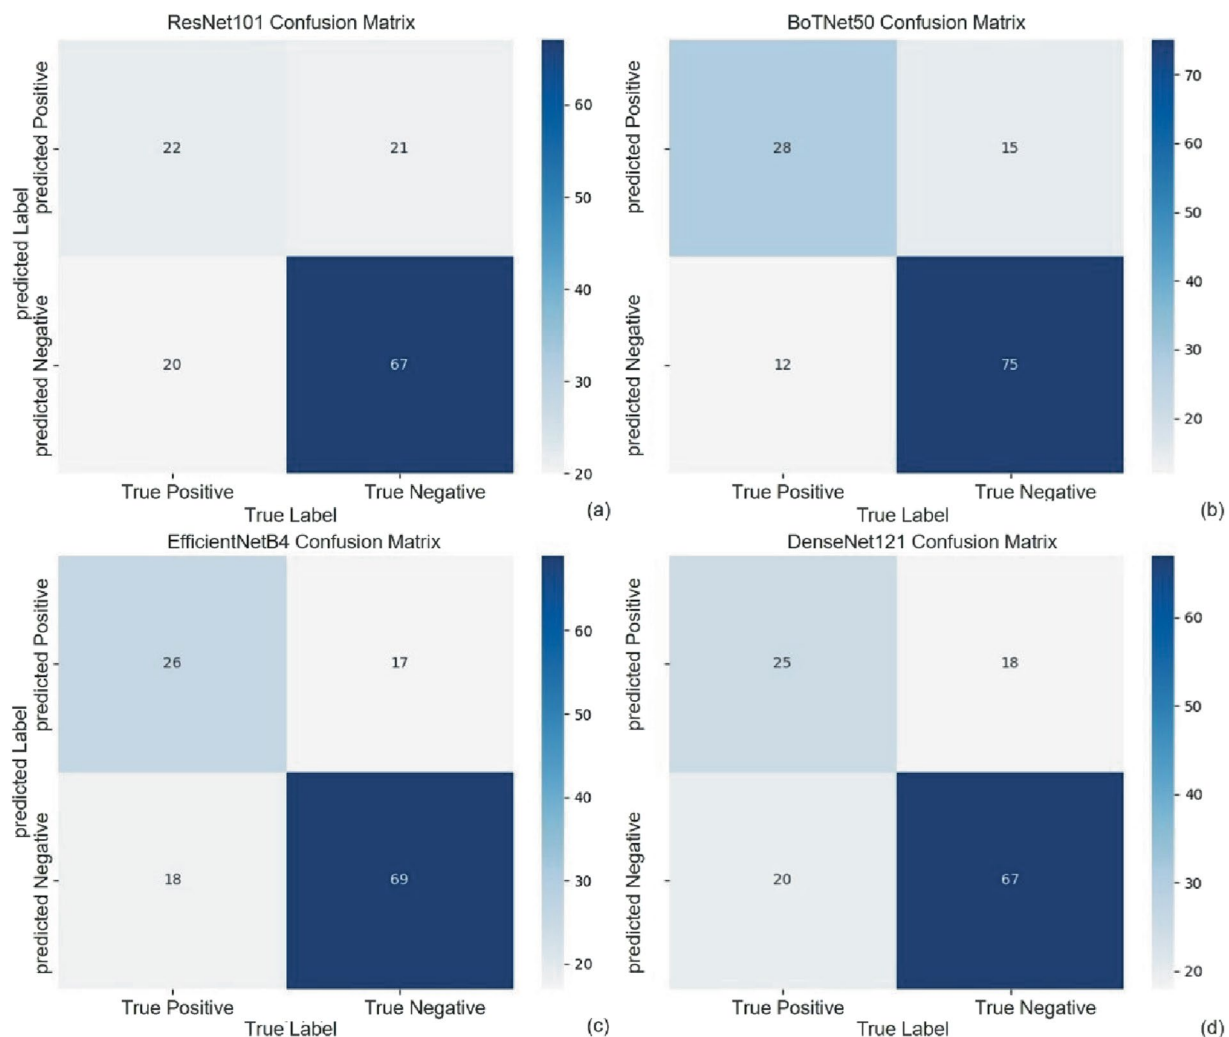 ResNet101 Confusion Matrix
predicted Label
predicted Positive
predicted Negative
22
21
20
67
60
50
40
30
20
True Positive
True Negative
True Label
(a)
BoTNet50 Confusion Matrix
predicted Positive
predicted Negative
28
15
12
75
70
60
50
40
30
20
True Positive
True Negative
True Label
(b)
EfficientNetB4 Confusion Matrix
predicted Label
predicted Positive
predicted Negative
26
17
18
69
60
50
40
30
20
True Positive
True Negative
True Label
(c)
DenseNet121 Confusion Matrix
predicted Positive
predicted Negative
25
18
20
67
60
50
40
30
20
True Positive
True Negative
True Label
(d)